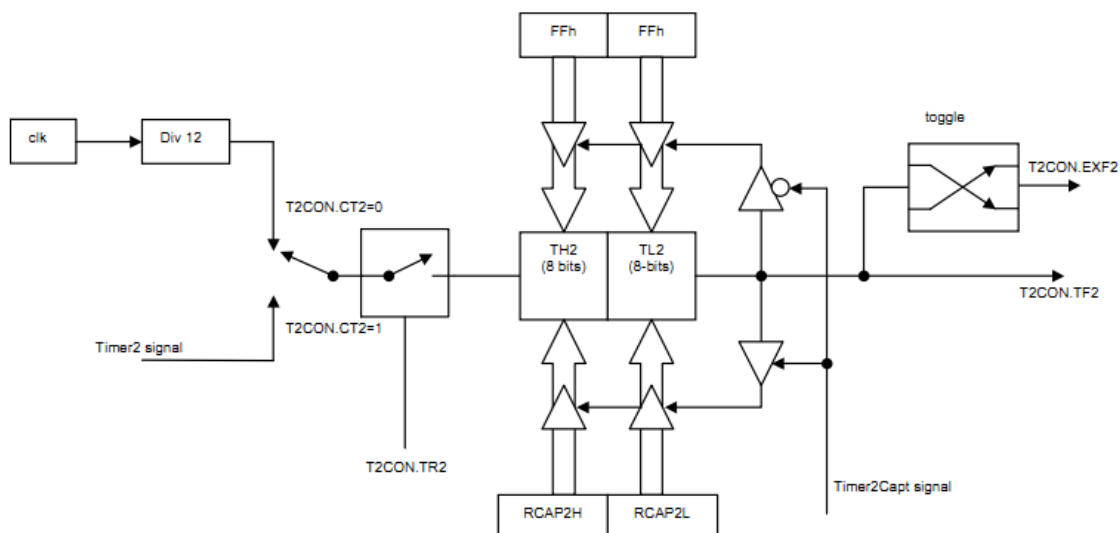 FFh
FFh
toggle
clk
Div 12
T2CON.EXF2
T2CON.CT2=0
TH2
(8 bits)
TL2
(8-bits)
T2CON.TF2
T2CON.CT2=1
Timer2 signal
T2CON.TR2
Timer2Capt signal
RCAP2H
RCAP2L